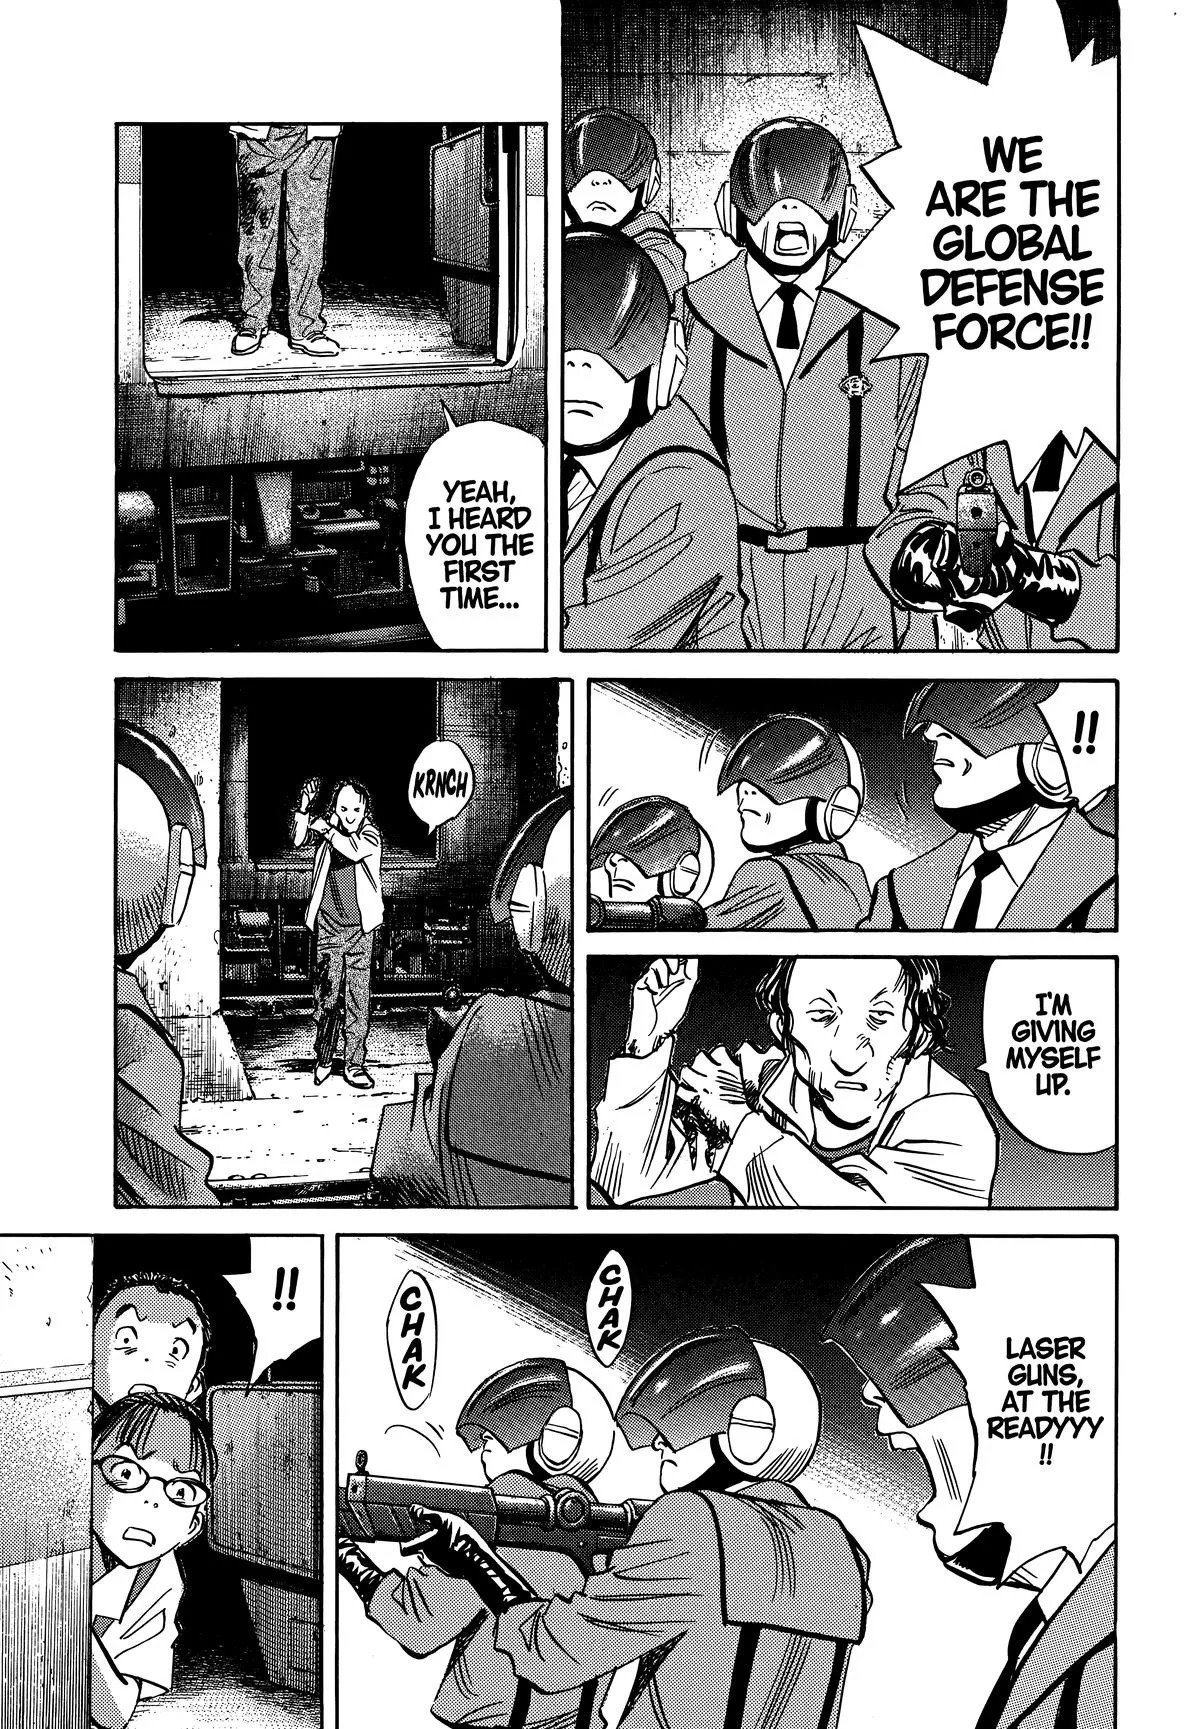 WE
ARE THE
GLOBAL
DEFENSE
FORCE!!
YEAH,
I HEARD
YOU THE
FIRST
TIME...
!!
KRNCH
I'M
GIVING
MYSELF
UP.
LASER
GUNS,
AT THE
READYYY
!!
CHAK
CHAK
!!